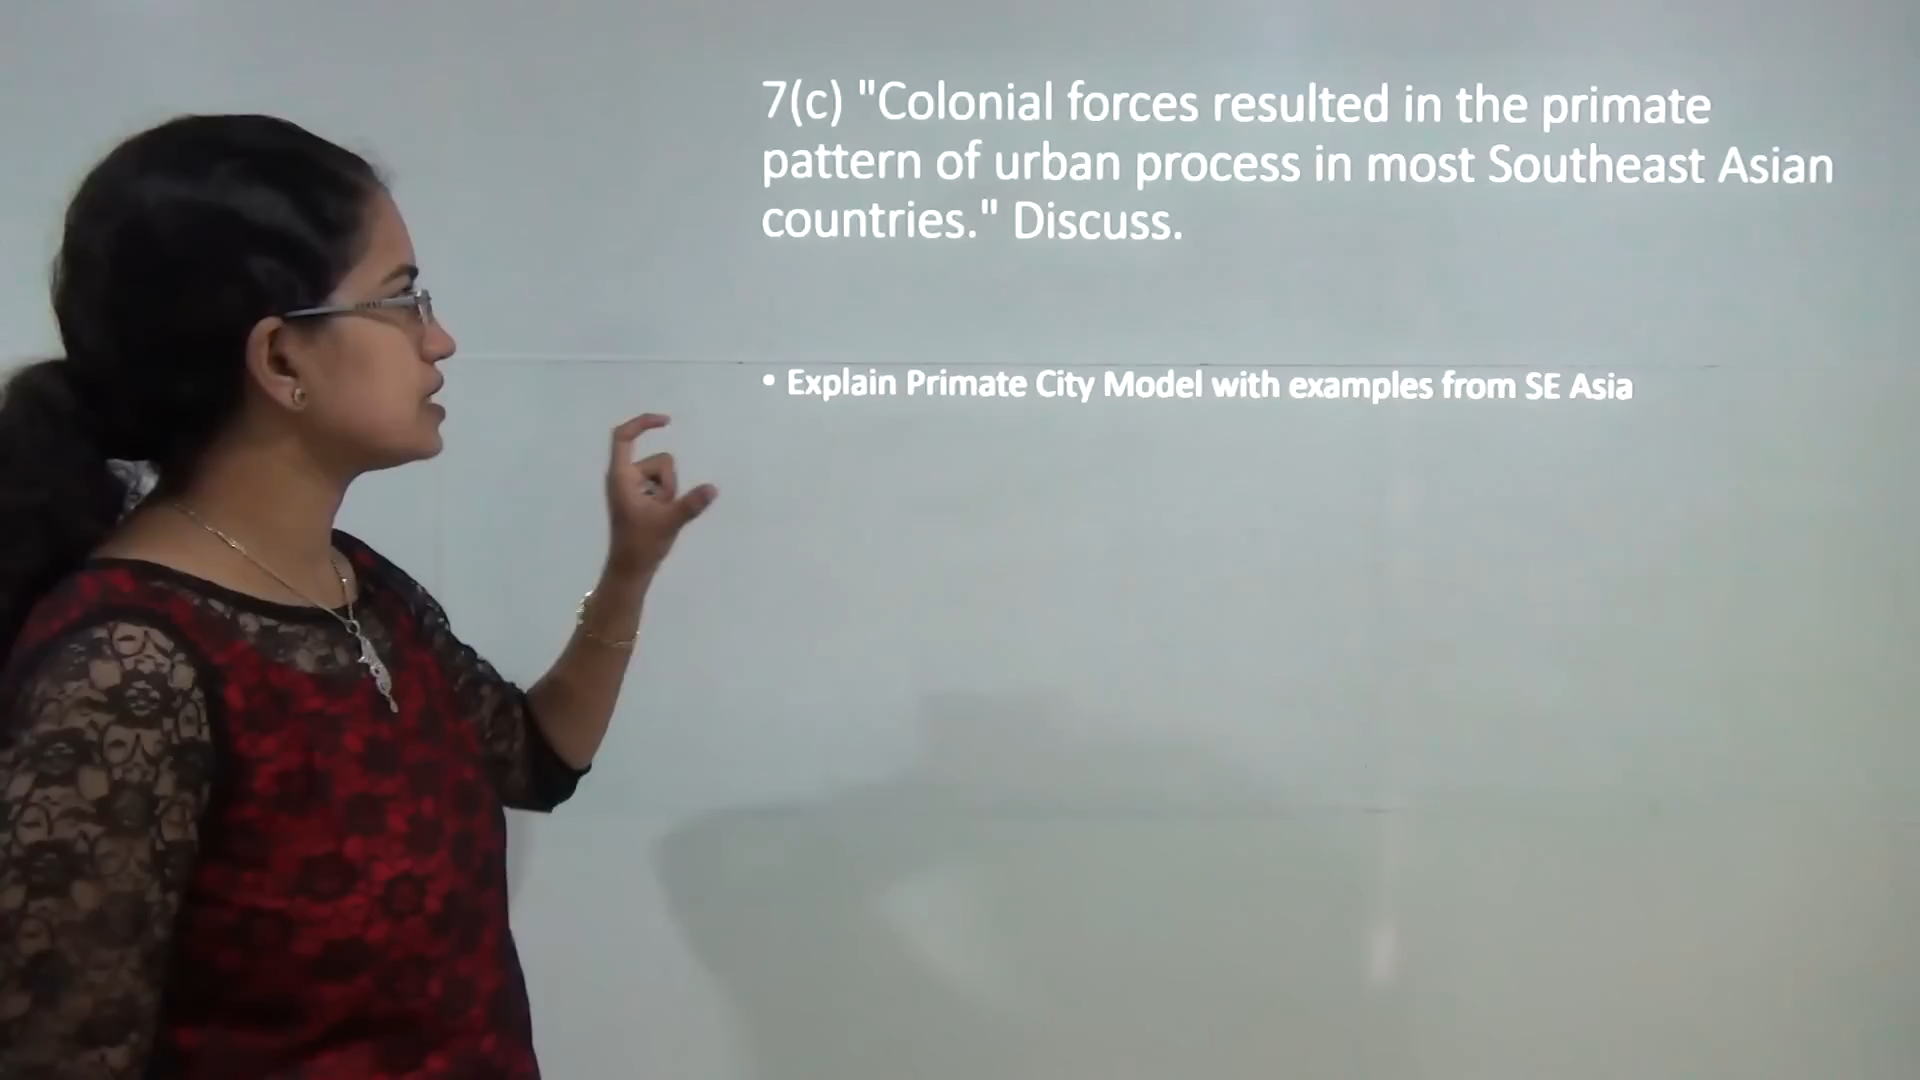 7(c) "Colonial forces resulted in the primate
pattern of urban process in most Southeast Asian
countries." Discuss.
• Explain Primate City Model with examples from SE Asia